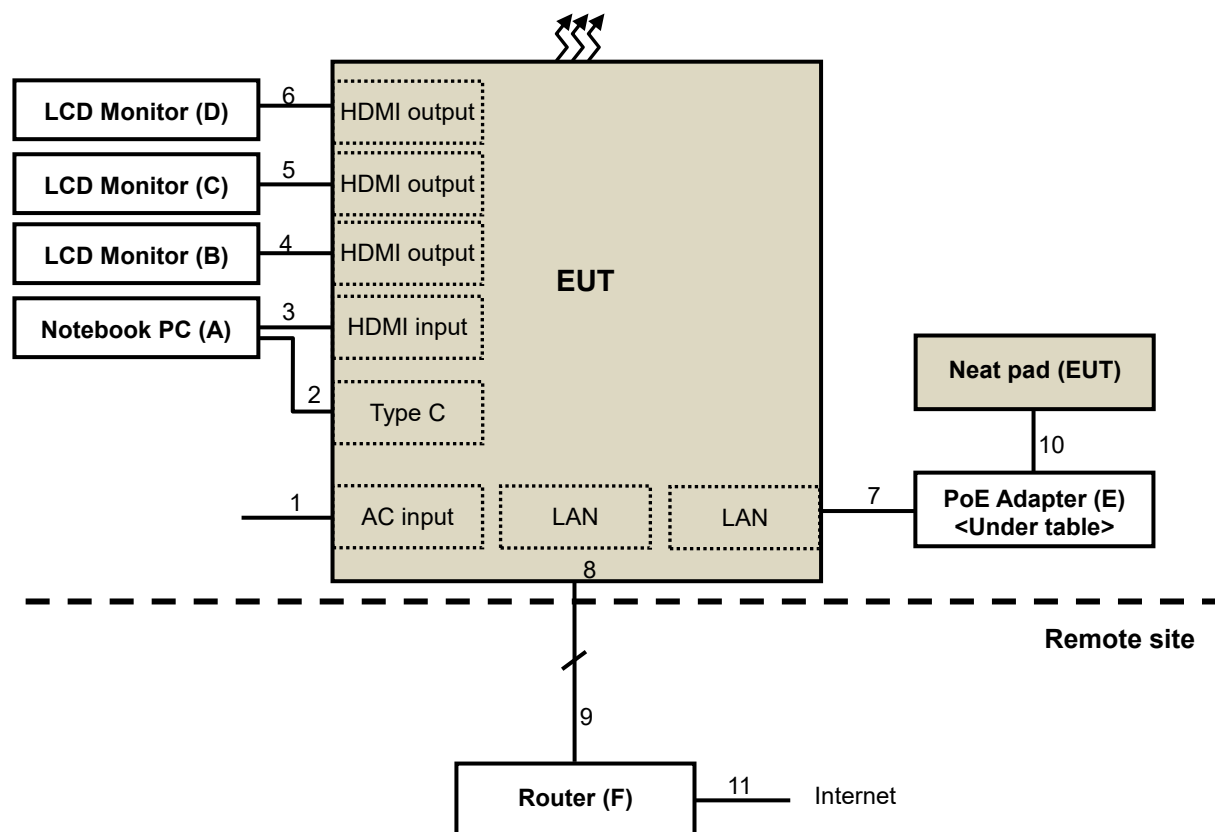 LCD Monitor (D)
6
HDMI output
LCD Monitor (C)
5
HDMI output
LCD Monitor (B)
4
HDMI output
EUT
Notebook PC (A)
3
HDMI input
2
Type C
Neat pad (EUT)
10
1
AC input
LAN
LAN
7
PoE Adapter (E)
<Under table>
8
Remote site
9
Router (F)
11
Internet